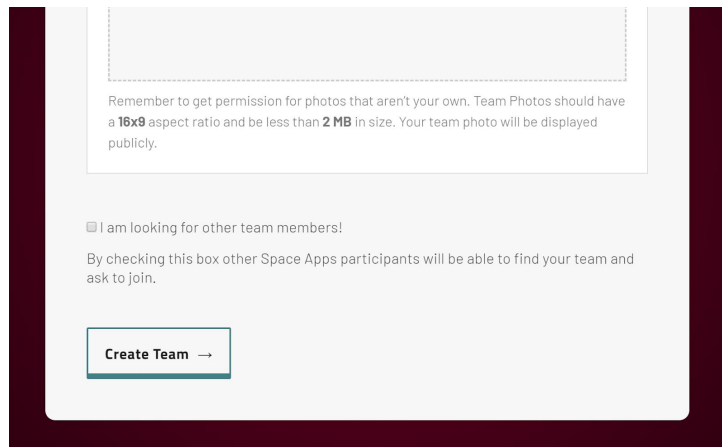 Remember to get permission for photos that aren't your own. Team Photos should have
a 16x9 aspect ratio and be less than 2 MB in size. Your team photo will be displayed
publicly.
I am looking for other team members!
By checking this box other Space Apps participants will be able to find your team and
ask to join.
Create Team →